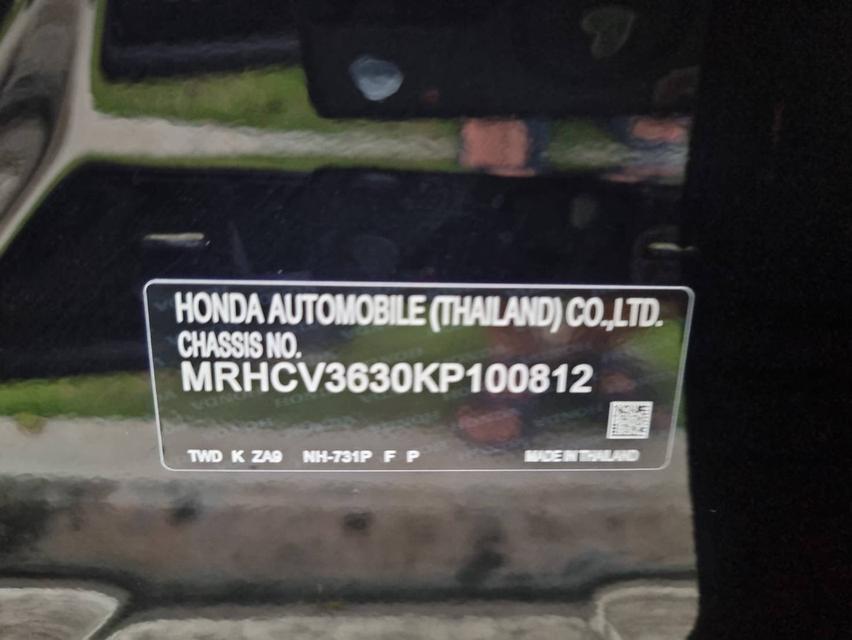 HONDA AUTOMOBILE (THAILAND) CO.,LTD.
CHASSIS NO.
MRHCV3630KP100812
TWD K ZA9 NH-731P F P MADE IN THAILAND